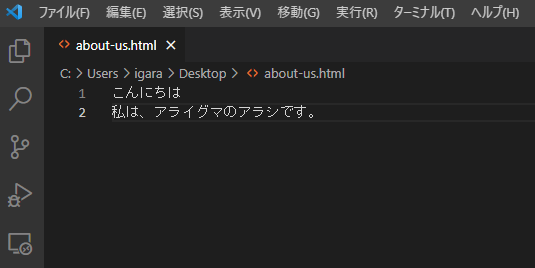 ファイル(F) 編集(E) 選択(S) 表示(V) 移動(G) 実行(R) ターミナル(T) ヘルプ(H)
<> about-us.html ×
C: > Users > igara > Desktop > <> about-us.html
1 こんにちは
2 私は、アライグマのアラシです。